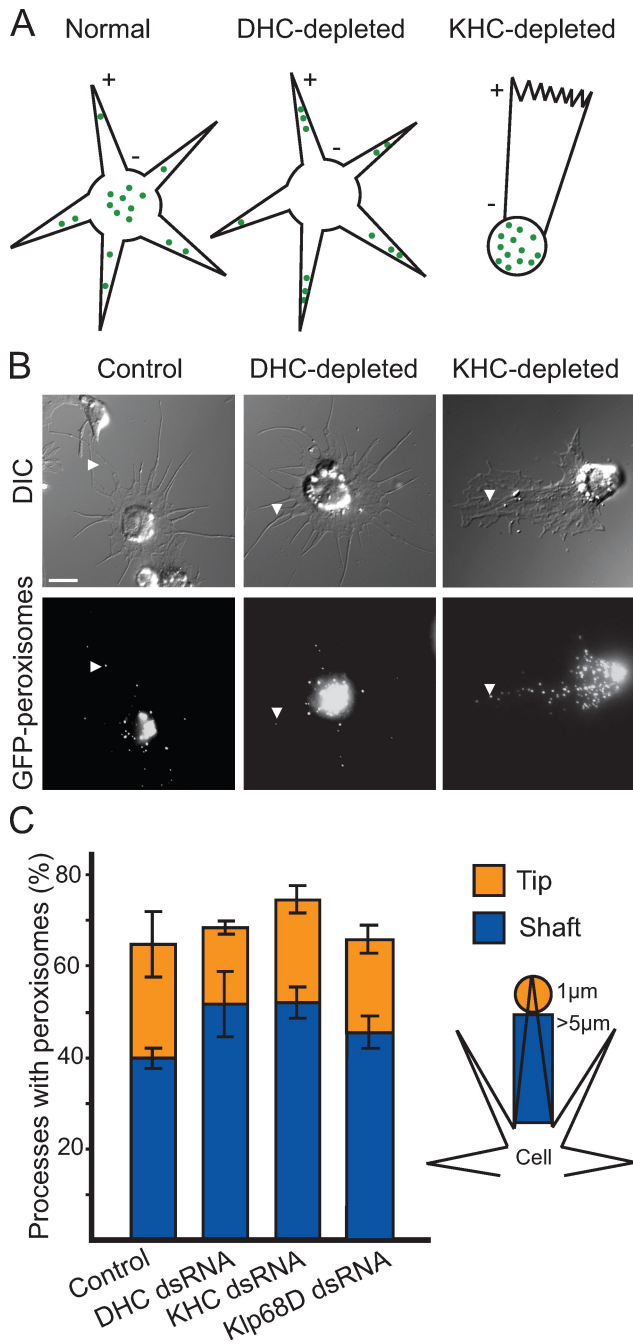 A
Normal
DHC-depleted
KHC-depleted
+
-
+
-
+
-
B
Control
DHC-depleted
KHC-depleted
DIC
GFP-peroxisomes
C
Processes with peroxisomes (%)
80
60
40
20
Control
DHC dsRNA
KHC dsRNA
Klp68D dsRNA
Tip
Shaft
1µm
>5µm
Cell